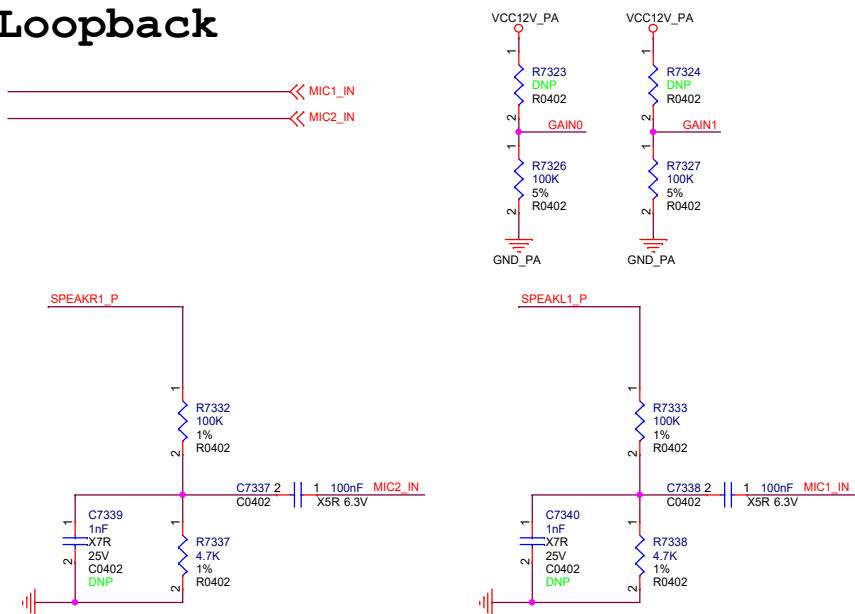 Loopback
MIC1_IN
MIC2_IN
VCC12V_PA
VCC12V_PA
1
R7323
DNP
R0402
2
GAIN0
1
R7324
DNP
R0402
2
GAIN1
1
R7326
100K
5%
R0402
2
GND_PA
1
R7327
100K
5%
R0402
2
GND_PA
SPEAKR1_P
1
R7332
100K
1%
R0402
2
C7337 2
1 100nF MIC2_IN
C0402
X5R 6.3V
1
C7339
1nF
X7R
25V
C0402
DNP
2
1
R7337
4.7K
1%
R0402
2
SPEAKL1_P
1
R7333
100K
1%
R0402
2
C7338 2
1 100nF MIC1_IN
C0402
X5R 6.3V
1
C7340
1nF
X7R
25V
C0402
DNP
2
1
R7338
4.7K
1%
R0402
2